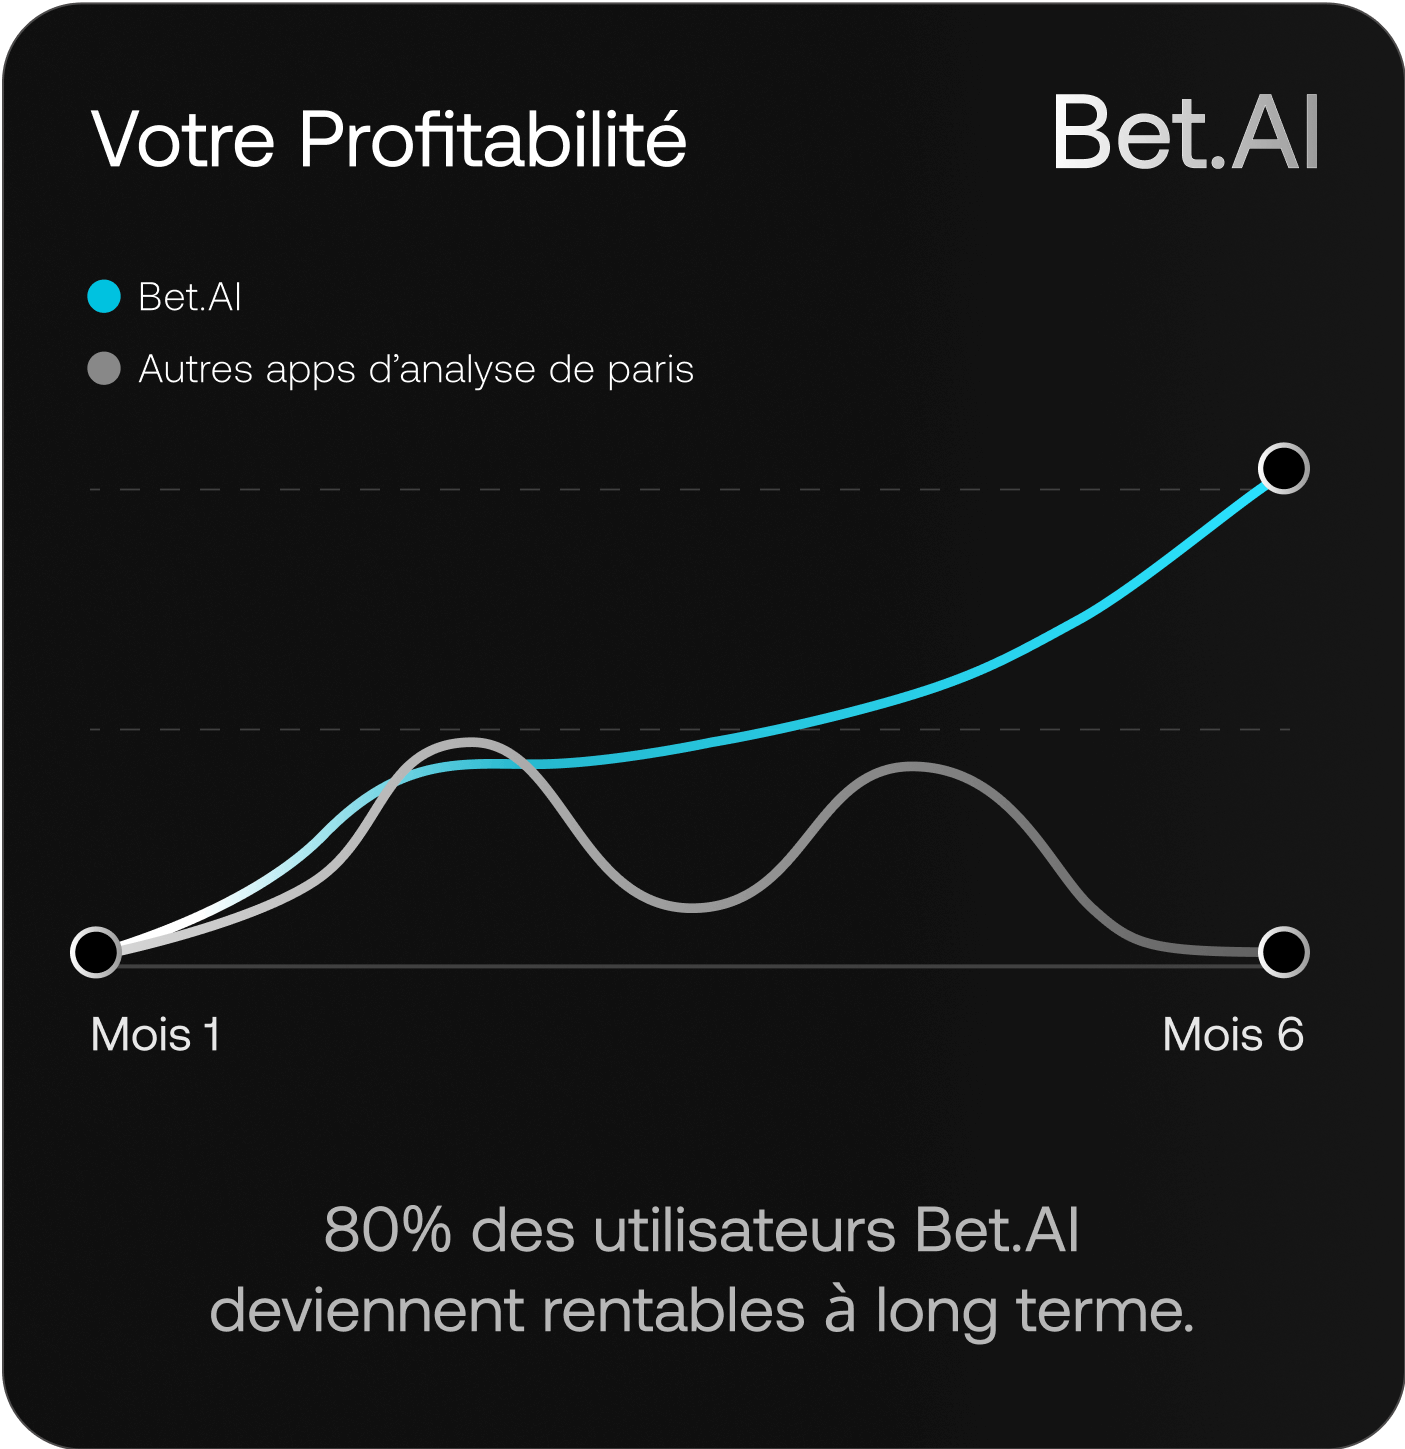 Votre Profitabilité
Bet.AI
Bet.AI
Autres apps d’analyse de paris
Mois 1
Mois 6
80% des utilisateurs Bet.AI
deviennent rentables à long terme.